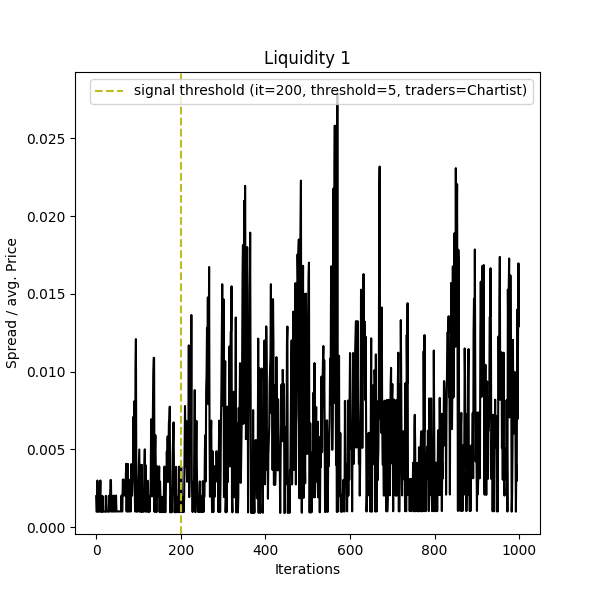 Liquidity 1
signal threshold (it=200, threshold=5, traders=Chartist)
Spread / avg. Price
0.025
0.020
0.015
0.010
0.005
0.000
0 200 400 600 800 1000
Iterations